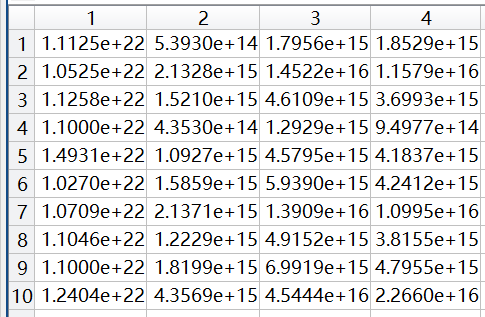 1 2 3 4
1 1.1125e+22 5.3930e+14 1.7956e+15 1.8529e+15
2 1.0525e+22 2.1328e+15 1.4522e+16 1.1579e+16
3 1.1258e+22 1.5210e+15 4.6109e+15 3.6993e+15
4 1.1000e+22 4.3530e+14 1.2929e+15 9.4977e+14
5 1.4931e+22 1.0927e+15 4.5795e+15 4.1837e+15
6 1.0270e+22 1.5859e+15 5.9390e+15 4.2412e+15
7 1.0709e+22 2.1371e+15 1.3909e+16 1.0995e+16
8 1.1046e+22 1.2229e+15 4.9152e+15 3.8155e+15
9 1.1000e+22 1.8199e+15 6.9919e+15 4.7955e+15
10 1.2404e+22 4.3569e+15 4.5444e+16 2.2660e+16